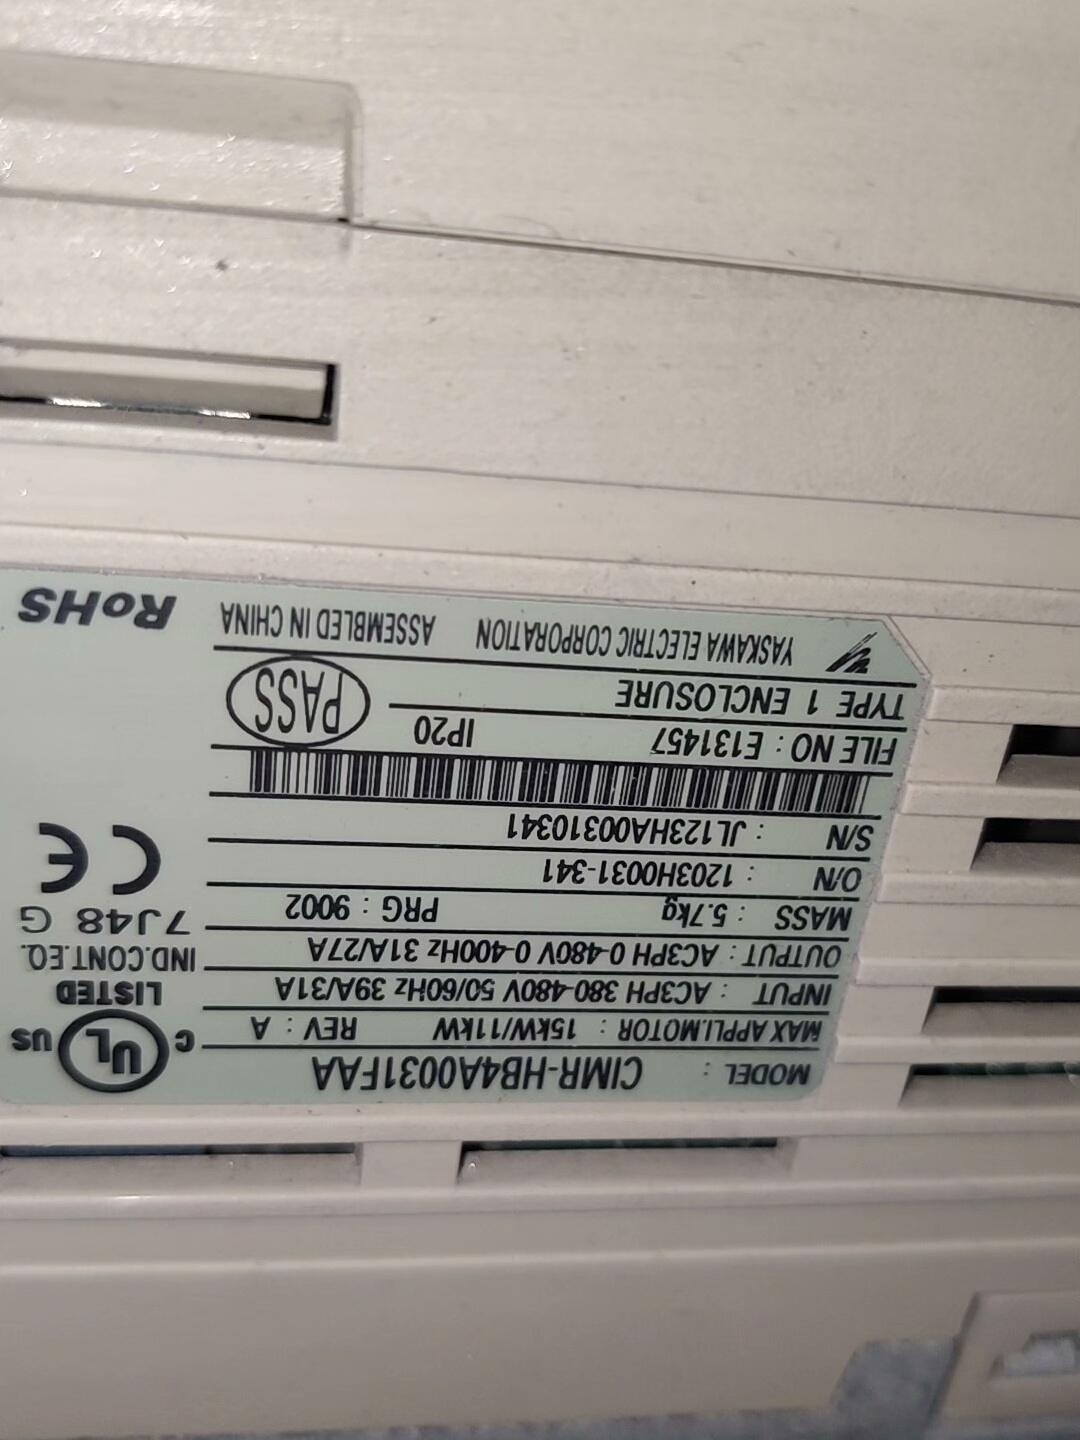 MODEL : CIMR-HB4A0031FAA
MAX APPLI.MOTOR : 15kW/11kW REV : A
INPUT : AC3PH 380-480V 50/60Hz 39A/31A
OUTPUT : AC3PH 0-480V 0-400Hz 31A/27A
MASS : 5.7kg PRG : 9002
O/N : 1203H0031-341
S/N : JL123HA00310341
FILE NO : E131457 IP20
TYPE 1 ENCLOSURE
PASS
YASKAWA ELECTRIC CORPORATION ASSEMBLED IN CHINA
C UL US
LISTED
IND.CONT.EQ.
7J48 G
CE
RoHS